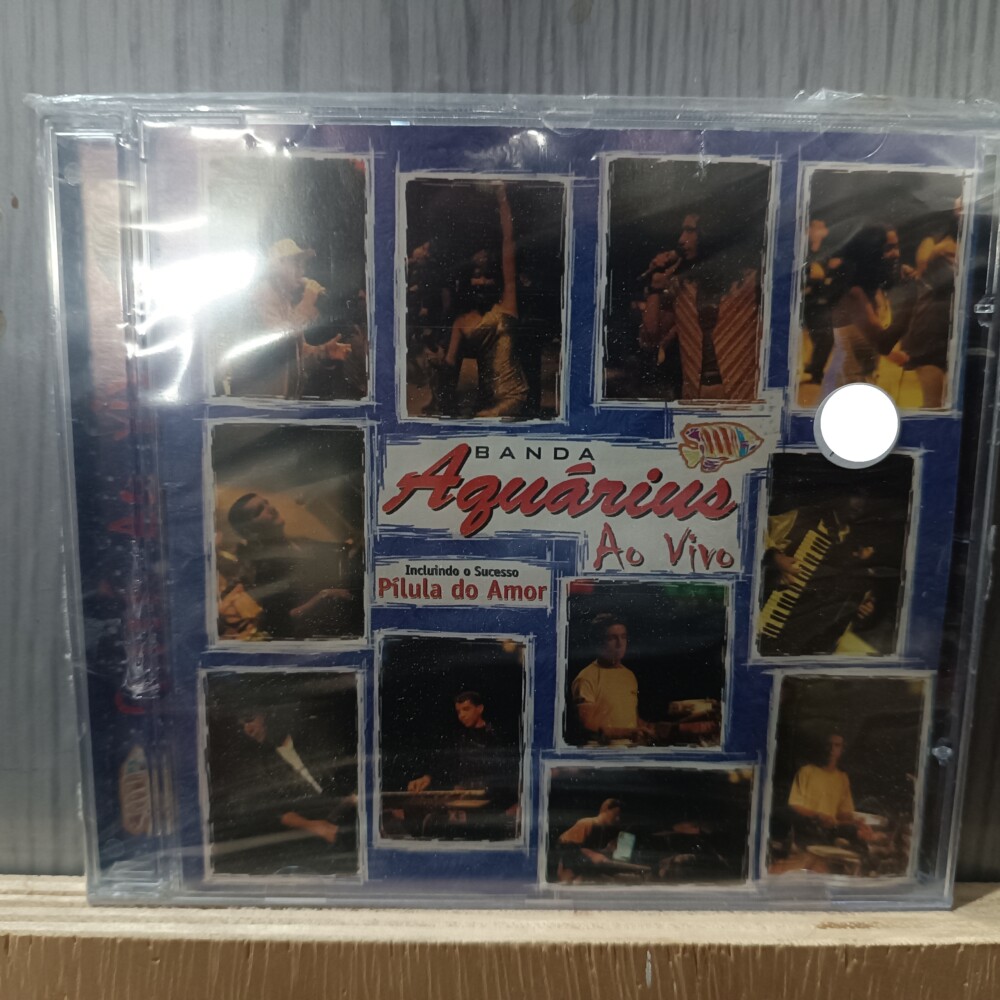 BANDA
Aquárius
Ao Vivo
Incluindo o Sucesso
Pílula do Amor